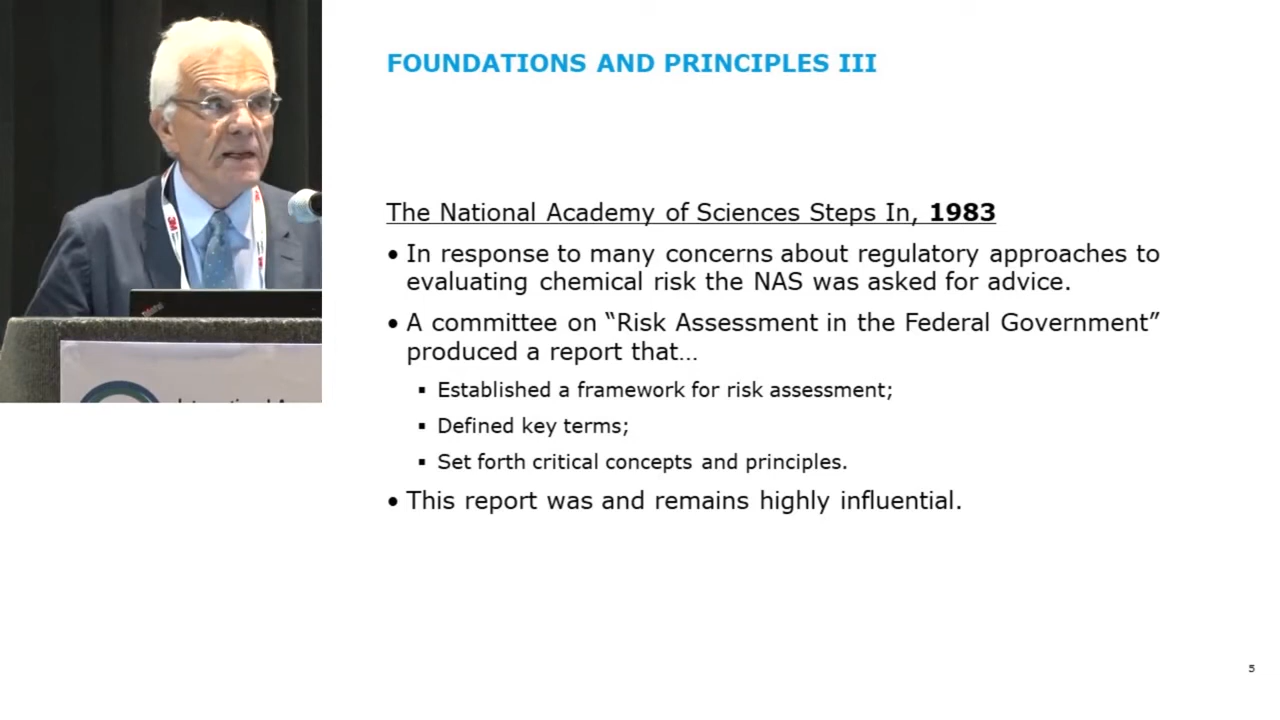 FOUNDATIONS AND PRINCIPLES III
The National Academy of Sciences Steps In, 1983
• In response to many concerns about regulatory approaches to
evaluating chemical risk the NAS was asked for advice.
• A committee on “Risk Assessment in the Federal Government”
produced a report that…
▪ Established a framework for risk assessment;
▪ Defined key terms;
▪ Set forth critical concepts and principles.
• This report was and remains highly influential.
5
3M